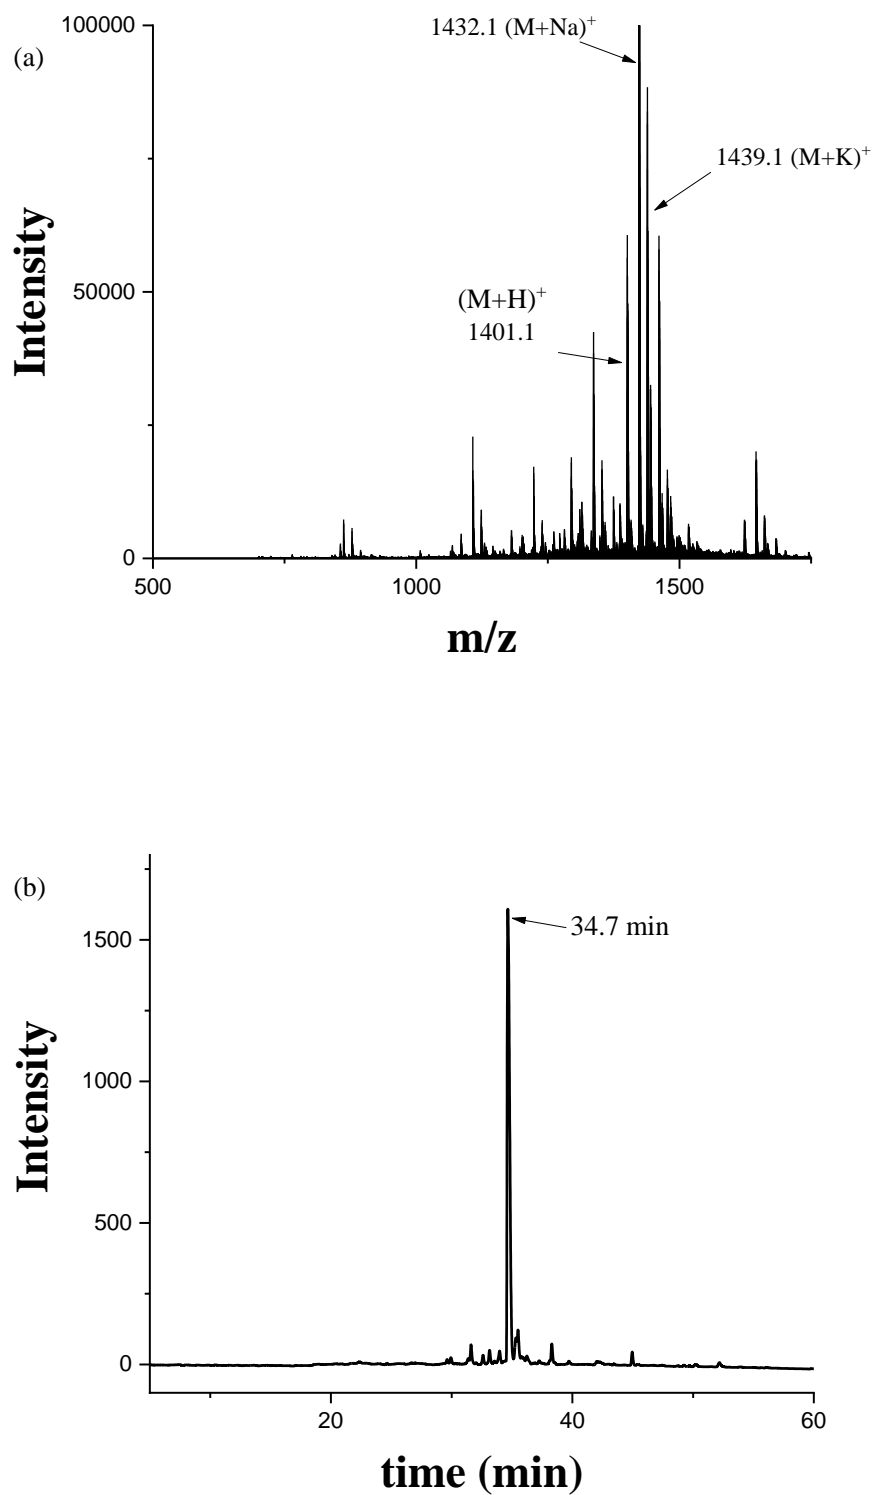 (a)
1432.1 (M+Na)+
1439.1 (M+K)+
(M+H)+
1401.1
100000
50000
0
Intensity
500
1000
1500
m/z
(b)
34.7 min
1500
1000
500
0
Intensity
20
40
60
time (min)